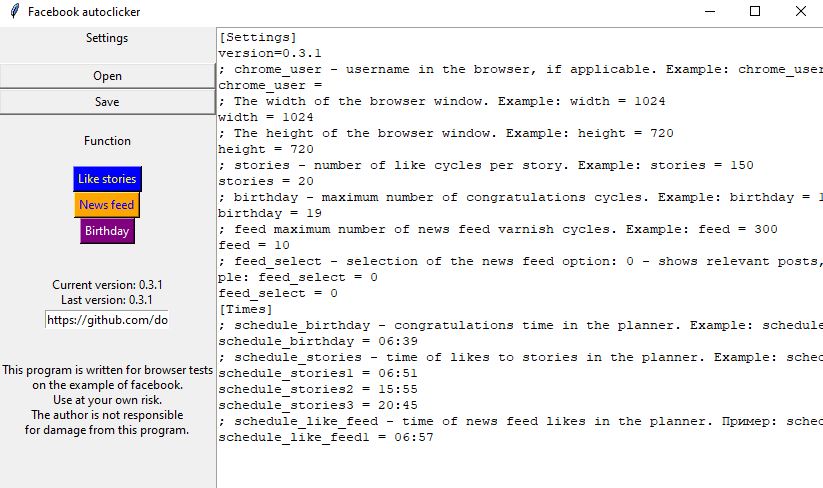 Facebook autoclicker
Settings
Open
Save
Function
Like stories
News feed
Birthday
Current version: 0.3.1
Last version: 0.3.1
https://github.com/do
This program is written for browser tests
on the example of facebook.
Use at your own risk.
The author is not responsible
for damage from this program.
[Settings]
version=0.3.1
; chrome_user - username in the browser, if applicable. Example: chrome_user
chrome_user =
; The width of the browser window. Example: width = 1024
width = 1024
; The height of the browser window. Example: height = 720
height = 720
; stories - number of like cycles per story. Example: stories = 150
stories = 20
; birthday - maximum number of congratulations cycles. Example: birthday = 1
birthday = 19
; feed maximum number of news feed varnish cycles. Example: feed = 300
feed = 10
; feed_select - selection of the news feed option: 0 - shows relevant posts,
ple: feed_select = 0
feed_select = 0
[Times]
; schedule_birthday - congratulations time in the planner. Example: schedule
schedule_birthday = 06:39
; schedule_stories - time of likes to stories in the planner. Example: sched
schedule_stories1 = 06:51
schedule_stories2 = 15:55
schedule_stories3 = 20:45
; schedule_like_feed - time of news feed likes in the planner. Пример: sched
schedule_like_feed1 = 06:57